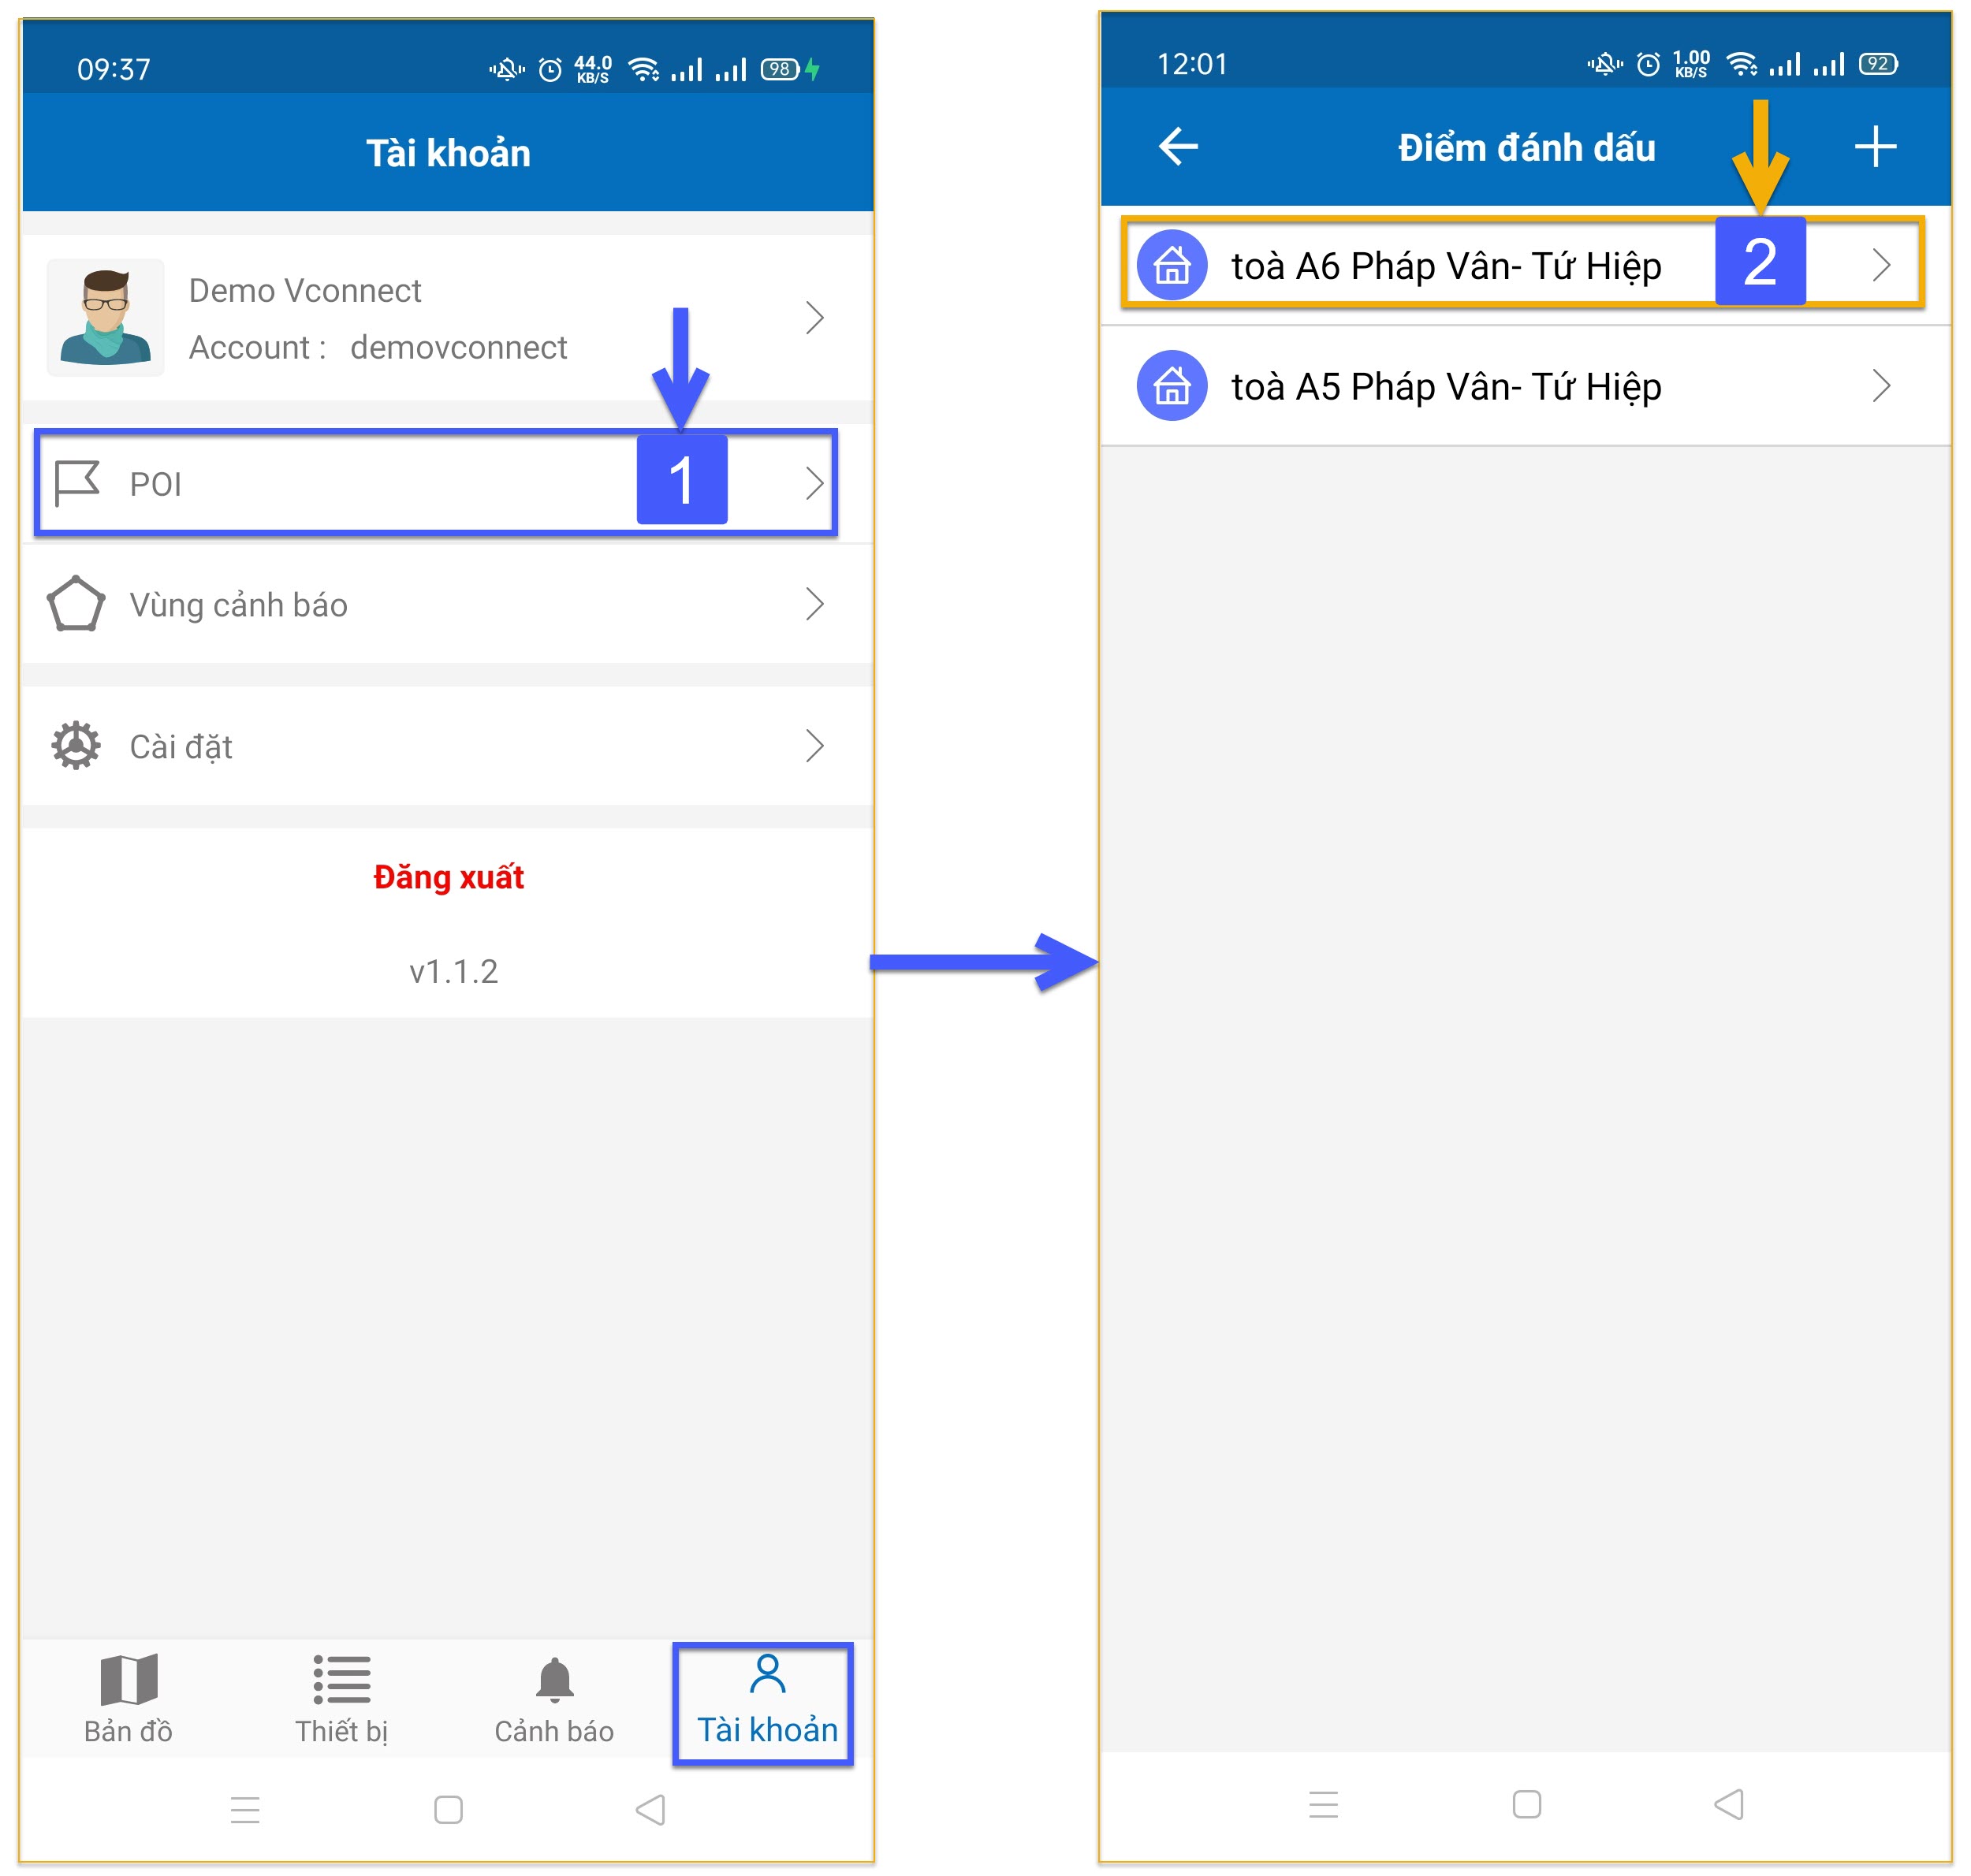 09:37
44.0
KB/S
98
Tài khoản
Demo Vconnect
Account : demovconnect
1
POI
Vùng cảnh báo
Cài đặt
Đăng xuất
v1.1.2
Bản đồ
Thiết bị
Cảnh báo
Tài khoản
12:01
1.00
KB/S
92
Điểm đánh dấu
toà A6 Pháp Vân- Tứ Hiệp
2
toà A5 Pháp Vân- Tứ Hiệp